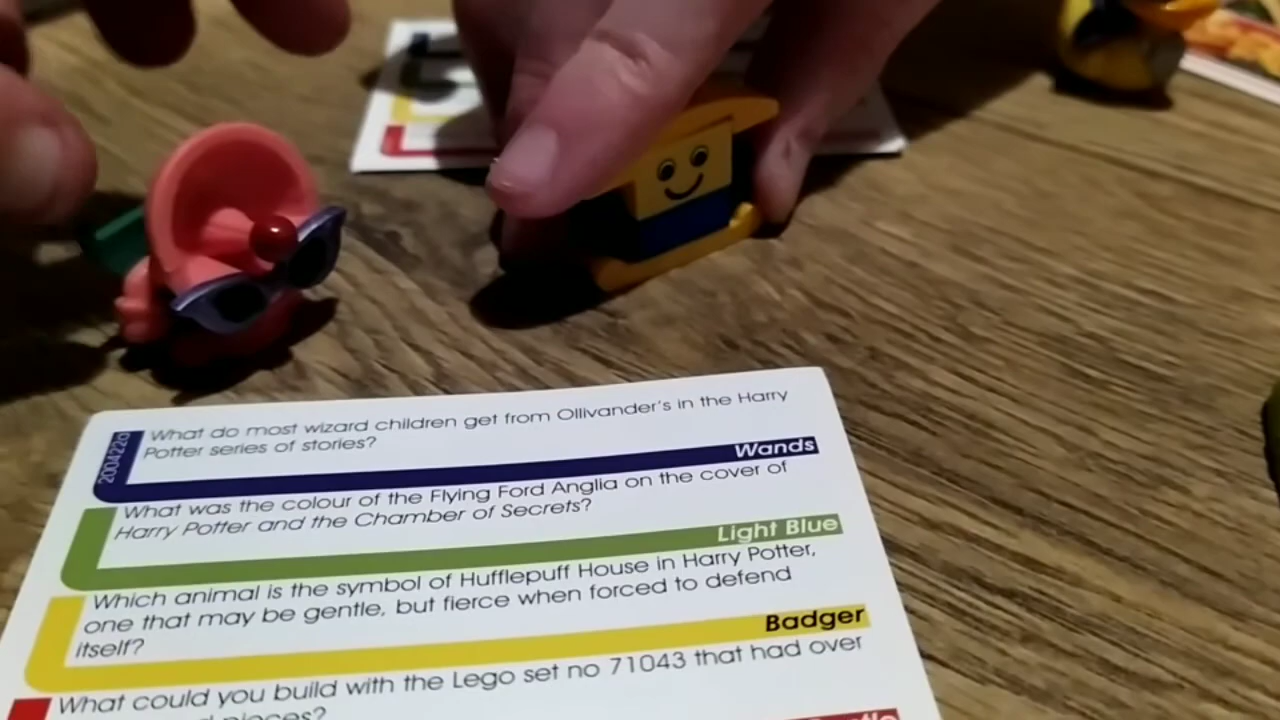 What do most wizard children get from Ollivander's in the Harry
Potter series of stories?
2004220
Wands
What was the colour of the Flying Ford Anglia on the cover of
Harry Potter and the Chamber of Secrets?
Light Blue
Which animal is the symbol of Hufflepuff House in Harry Potter,
one that may be gentle, but fierce when forced to defend
itself?
Badger
What could you build with the Lego set no 71043 that had over